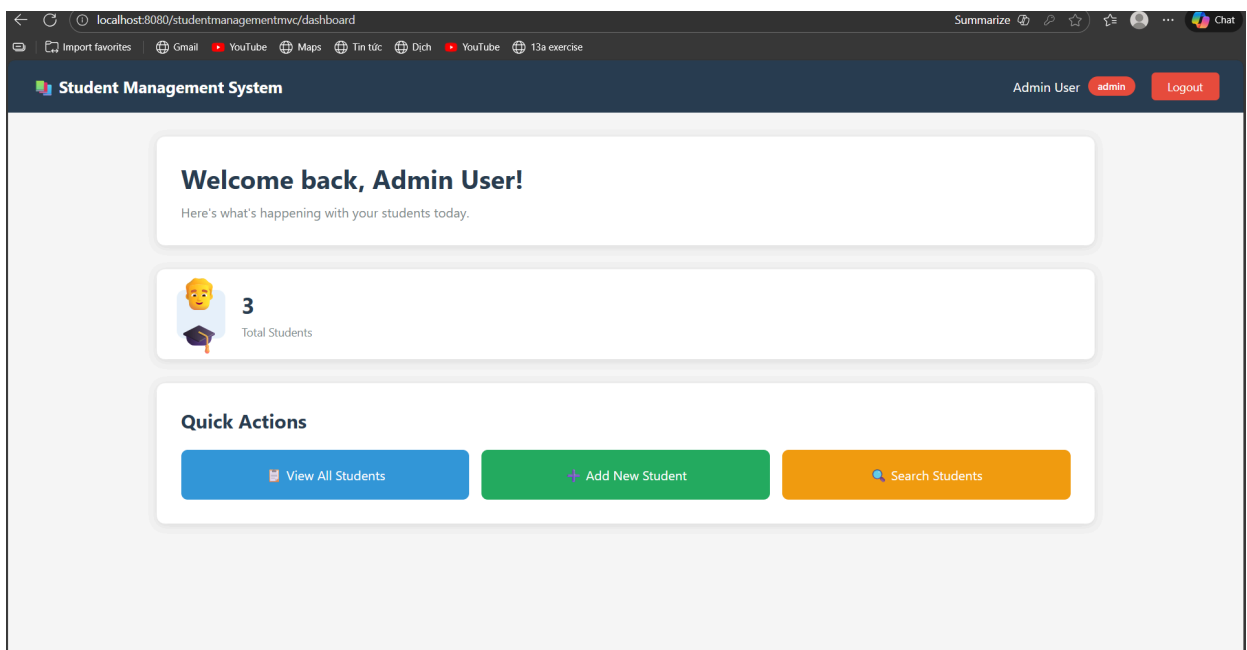 localhost:8080/studentmanagementmvc/dashboard
Summarize
Chat
Import favorites
Gmail
YouTube
Maps
Tin tức
Dịch
YouTube
13a exercise
Student Management System
Admin User
admin
Logout
Welcome back, Admin User!
Here's what's happening with your students today.
3
Total Students
Quick Actions
View All Students
Add New Student
Search Students